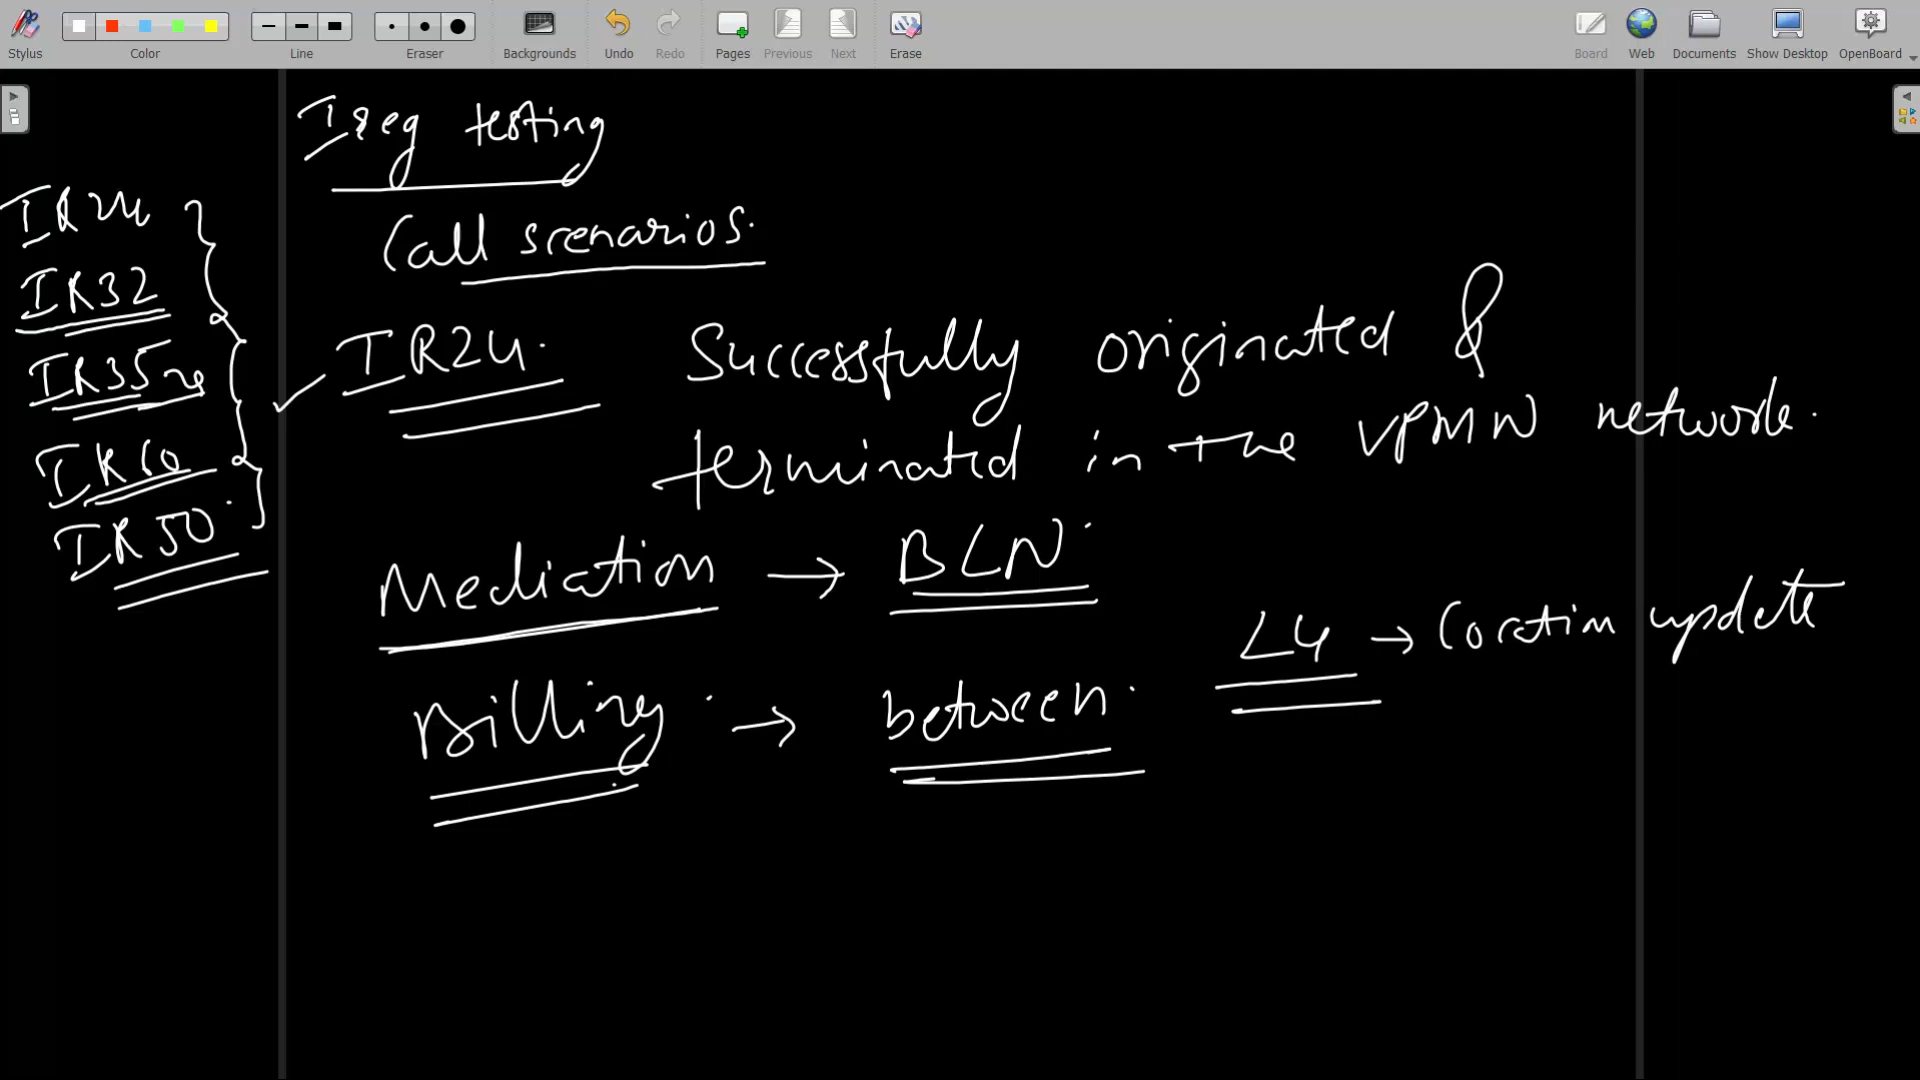 Stylus
Color
Line
Eraser
Backgrounds
Undo
Redo
Pages
Previous
Next
Erase
Board
Web
Documents
Show Desktop
OpenBoard
Ireg testing
Call scenarios.
IR24
IR32
IR35
IR60
IR50.
IR24. Successfully originated &
terminated in the VPMN network.
Mediation → BLN.
L4 → Location update
Billing. → between.